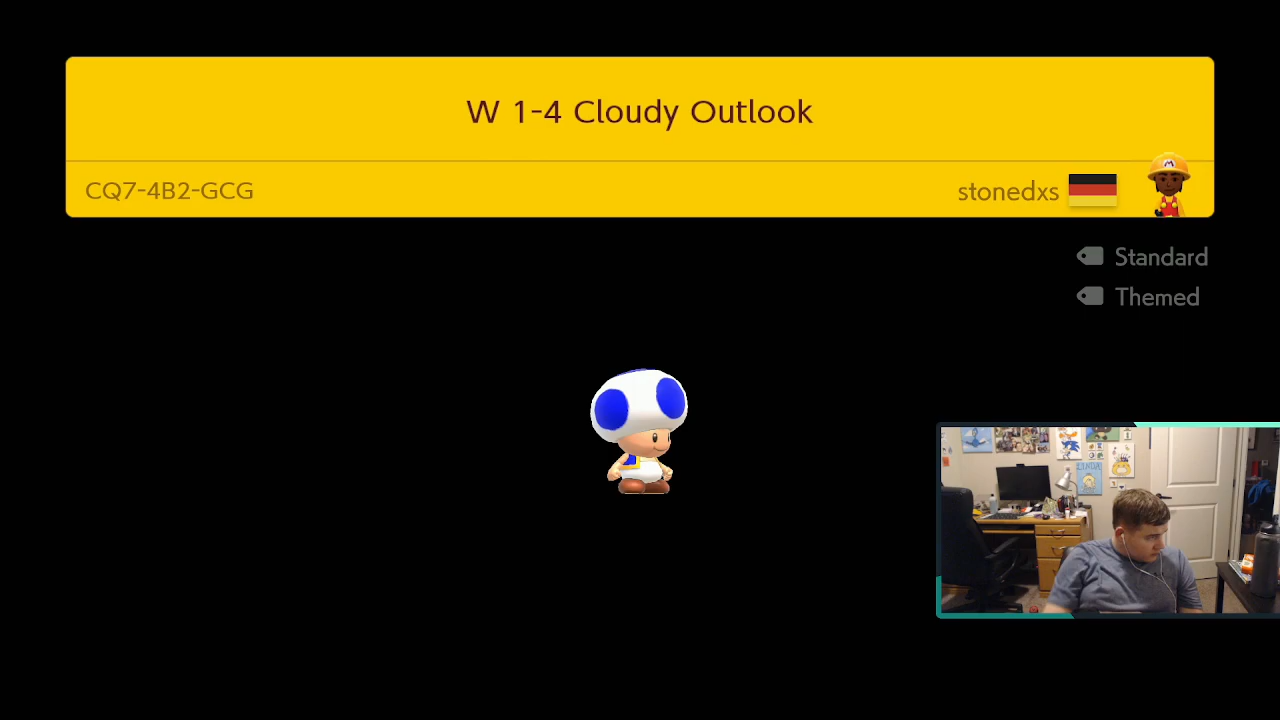 W 1-4 Cloudy Outlook
CQ7-4B2-GCG
stonedxs
Standard
Themed